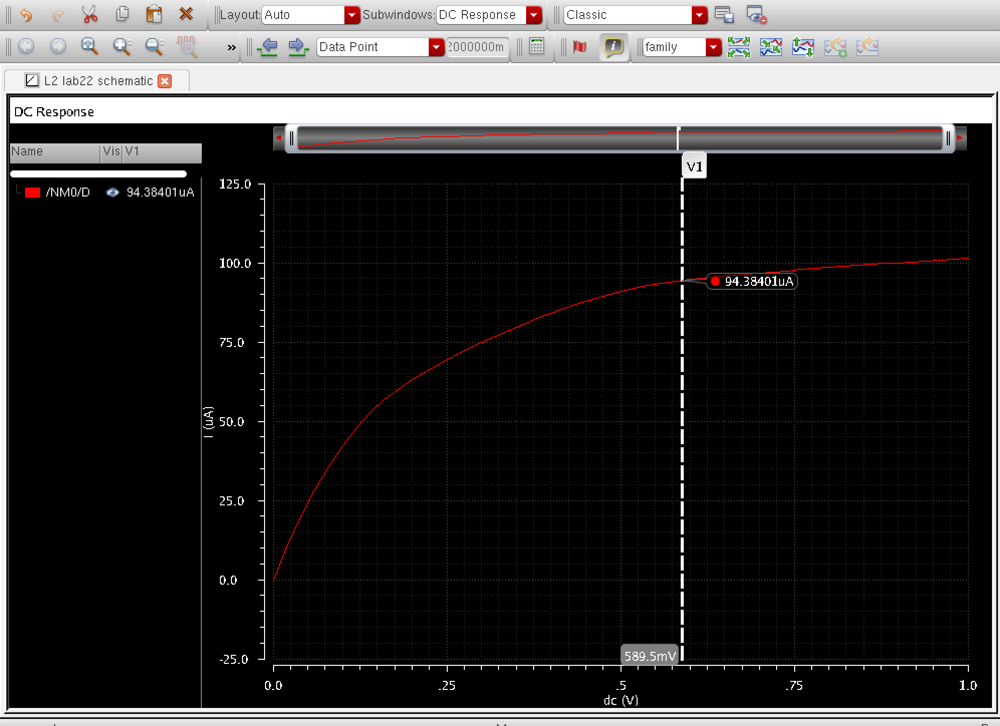 Layout: Auto Subwindows: DC Response Classic
» Data Point 2000000m family
L2 lab22 schematic
DC Response
Name Vis V1
/NM0/D 94.38401uA
V1
125.0
100.0
94.38401uA
75.0
I (uA)
50.0
25.0
0.0
-25.0
589.5mV
0.0 .25 .5 .75 1.0
dc (V)